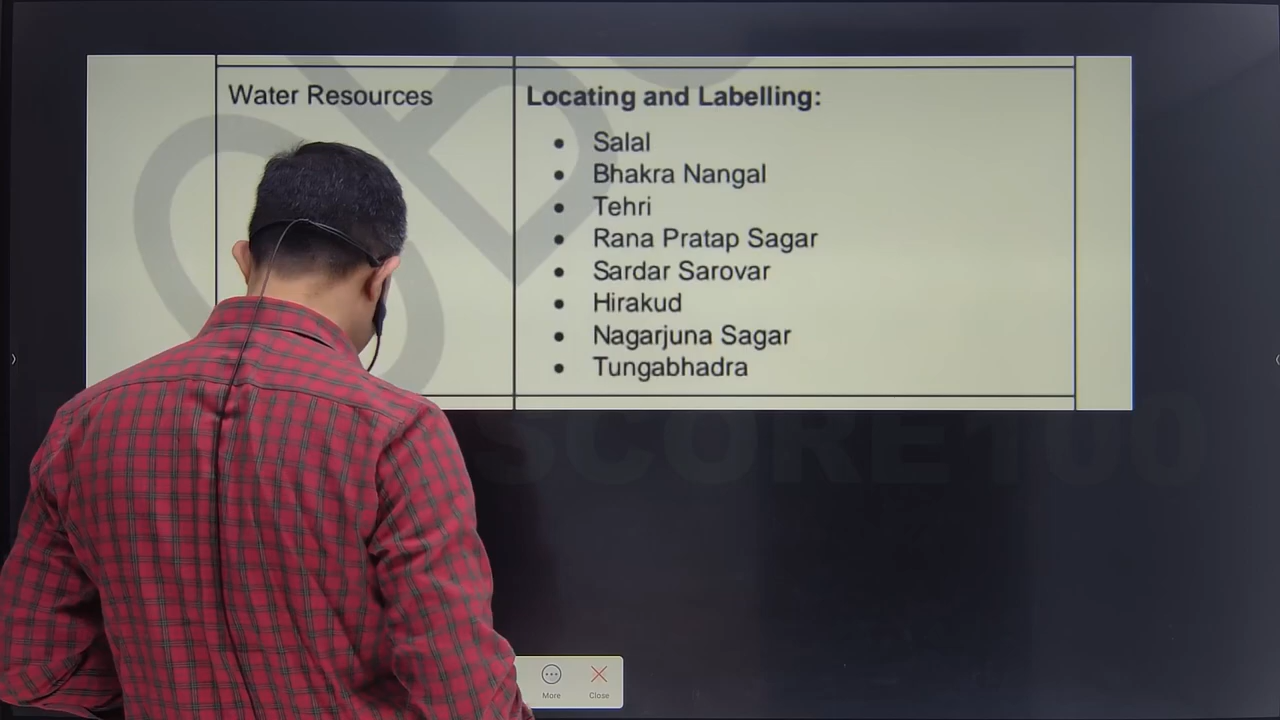 Water Resources
Locating and Labelling:
• Salal
• Bhakra Nangal
• Tehri
• Rana Pratap Sagar
• Sardar Sarovar
• Hirakud
• Nagarjuna Sagar
• Tungabhadra
SCORE100
More
Close